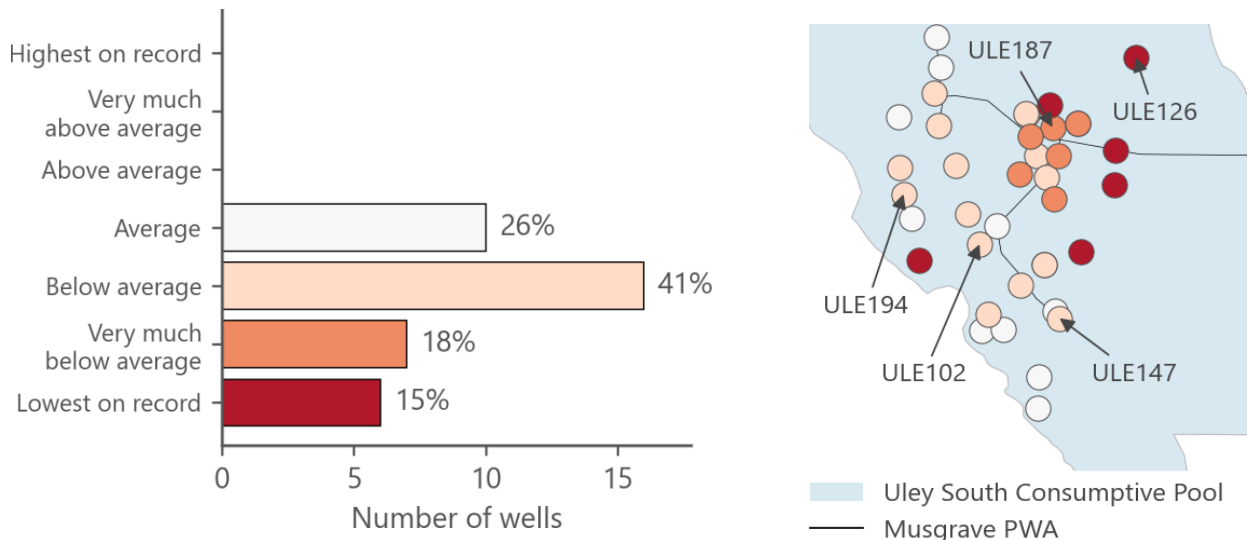 Highest on record
Very much
above average
Above average
Average
26%
Below average
41%
Very much
below average
18%
Lowest on record
15%
0
5
10
15
Number of wells
ULE187
ULE126
ULE194
ULE102
ULE147
Uley South Consumptive Pool
Musgrave PWA